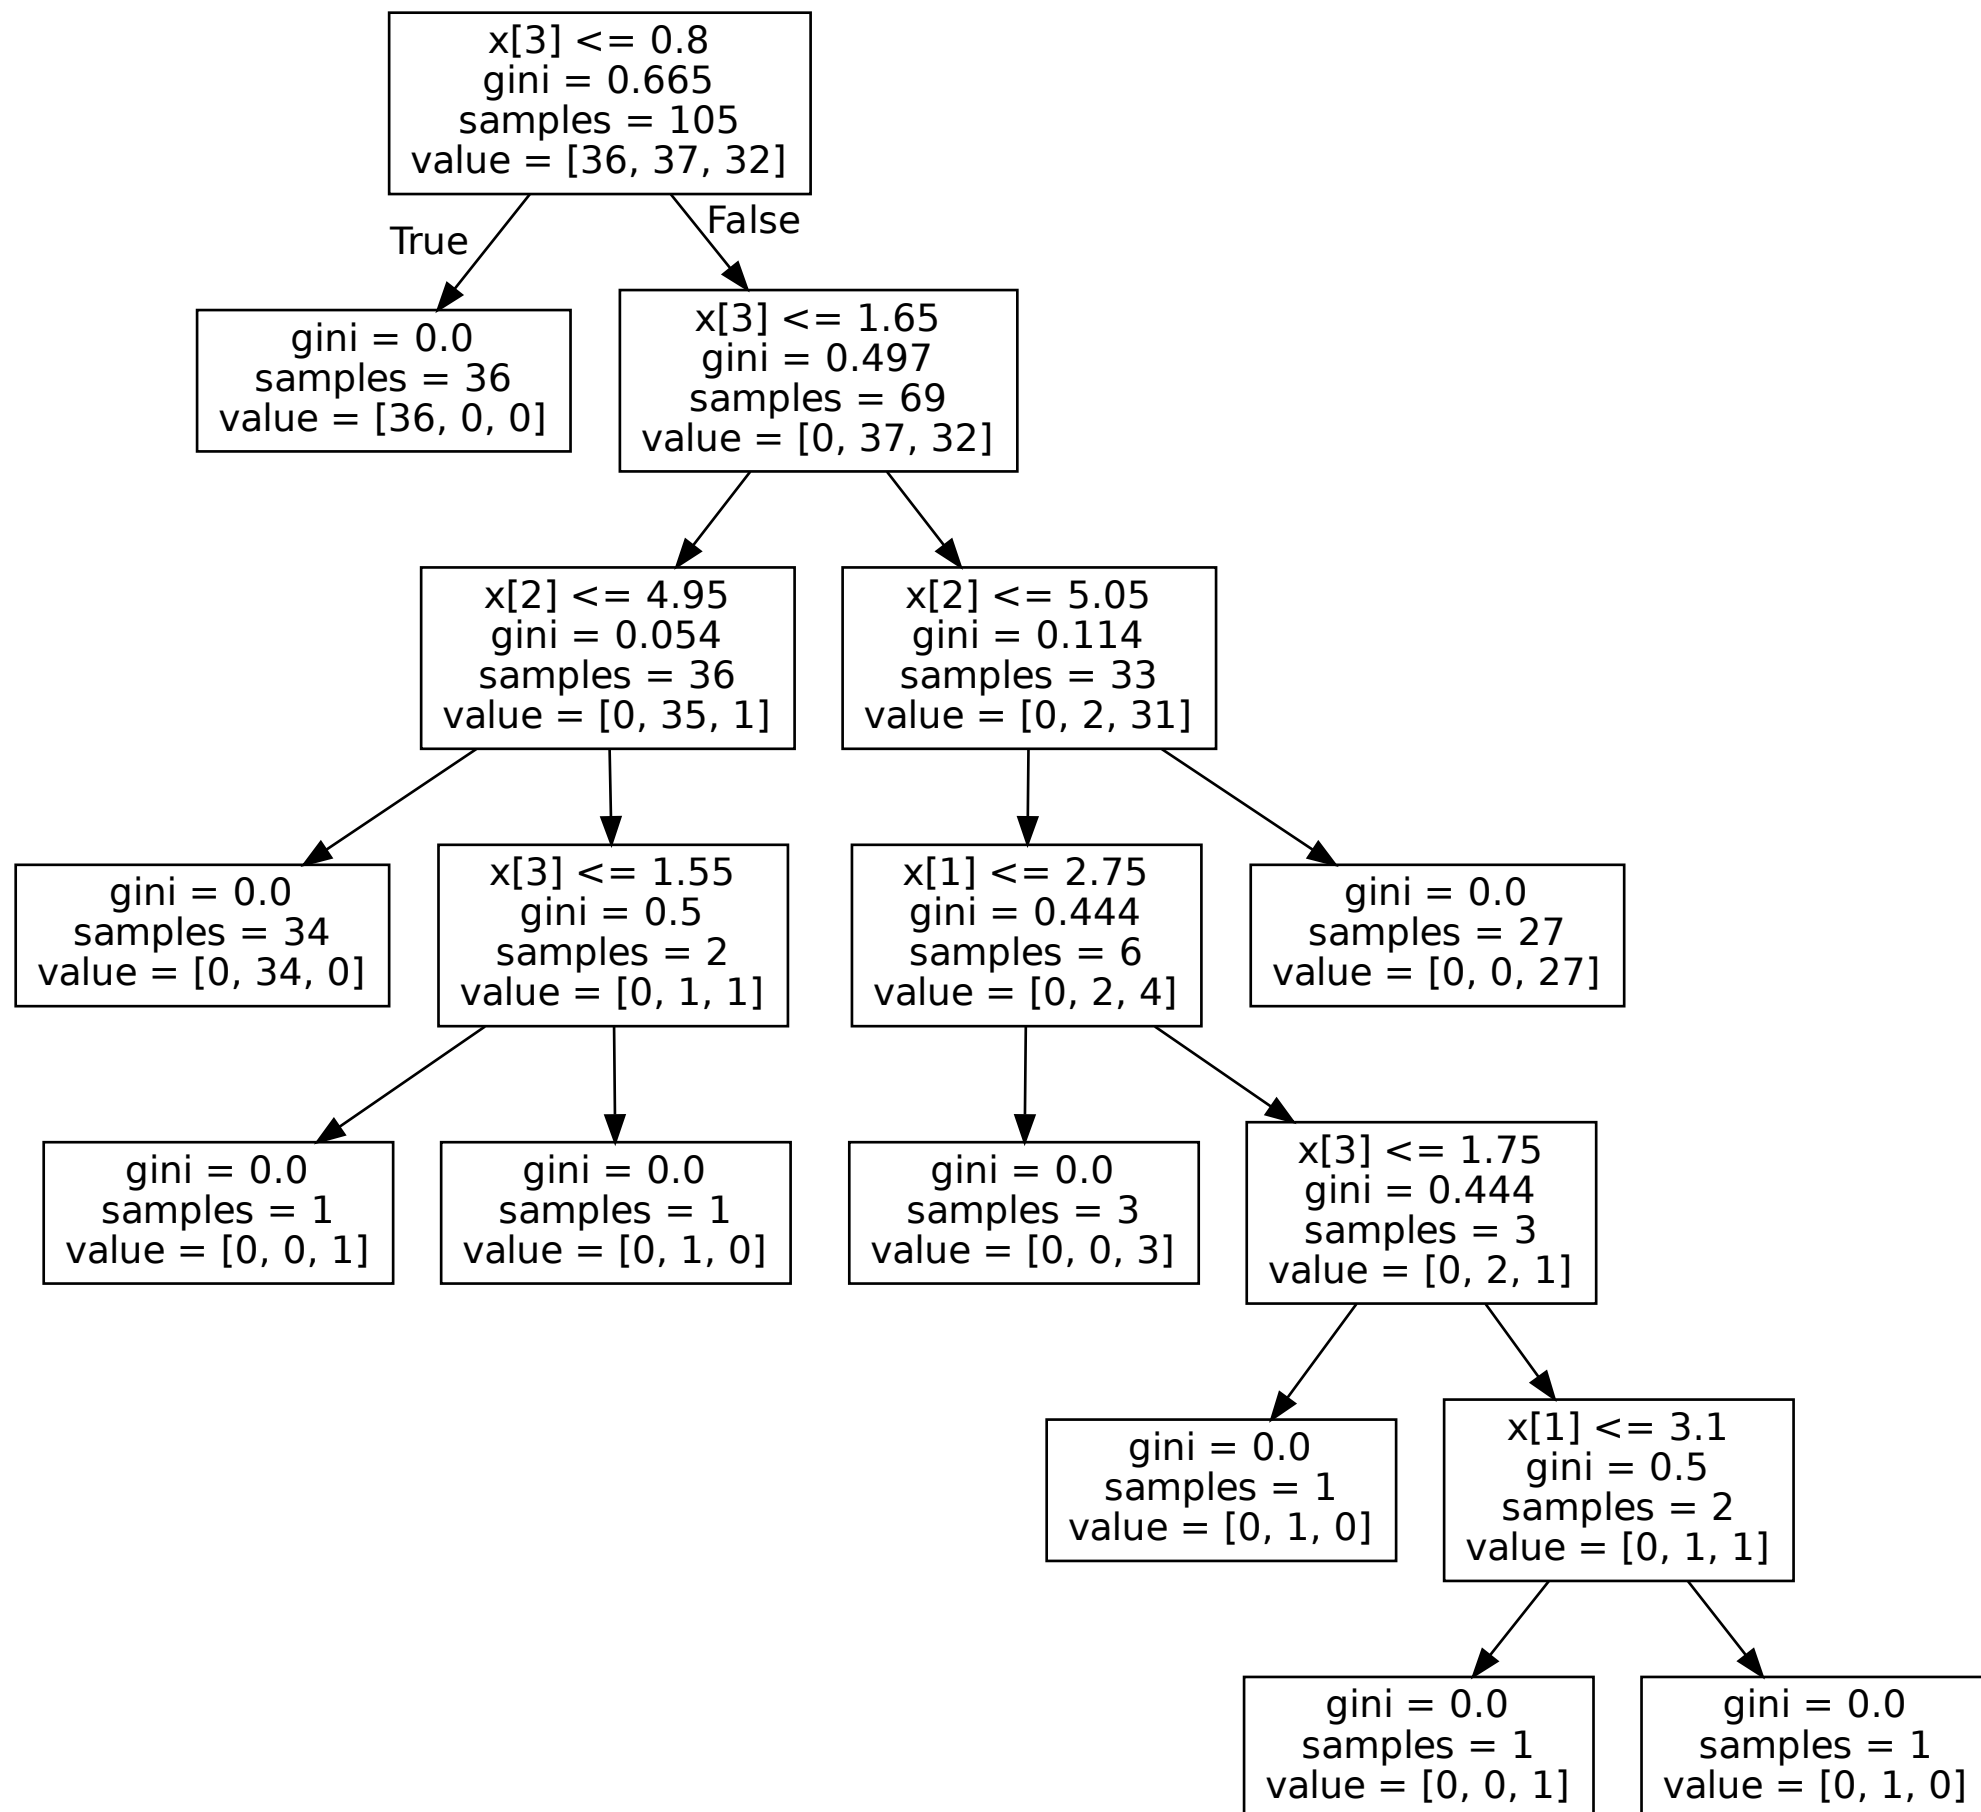 x[3] <= 0.8
gini = 0.665
samples = 105
value = [36, 37, 32]
True
False
gini = 0.0
samples = 36
value = [36, 0, 0]
x[3] <= 1.65
gini = 0.497
samples = 69
value = [0, 37, 32]
x[2] <= 4.95
gini = 0.054
samples = 36
value = [0, 35, 1]
x[2] <= 5.05
gini = 0.114
samples = 33
value = [0, 2, 31]
gini = 0.0
samples = 34
value = [0, 34, 0]
x[3] <= 1.55
gini = 0.5
samples = 2
value = [0, 1, 1]
x[1] <= 2.75
gini = 0.444
samples = 6
value = [0, 2, 4]
gini = 0.0
samples = 27
value = [0, 0, 27]
gini = 0.0
samples = 1
value = [0, 0, 1]
gini = 0.0
samples = 1
value = [0, 1, 0]
gini = 0.0
samples = 3
value = [0, 0, 3]
x[3] <= 1.75
gini = 0.444
samples = 3
value = [0, 2, 1]
gini = 0.0
samples = 1
value = [0, 1, 0]
x[1] <= 3.1
gini = 0.5
samples = 2
value = [0, 1, 1]
gini = 0.0
samples = 1
value = [0, 0, 1]
gini = 0.0
samples = 1
value = [0, 1, 0]